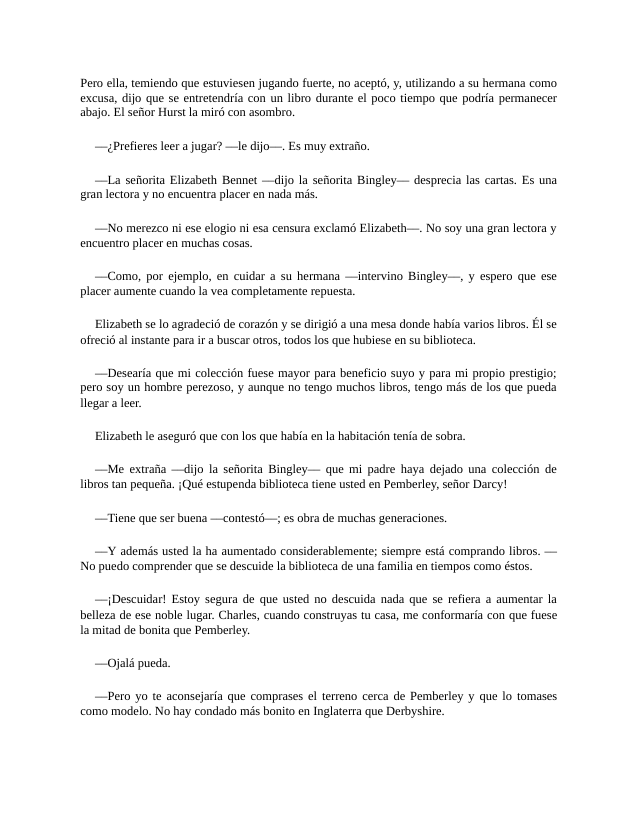 Pero ella, temiendo que estuviesen jugando fuerte, no aceptó, y, utilizando a su hermana como
excusa, dijo que se entretendría con un libro durante el poco tiempo que podría permanecer
abajo. El señor Hurst la miró con asombro.
—¿Prefieres leer a jugar? —le dijo—. Es muy extraño.
—La señorita Elizabeth Bennet —dijo la señorita Bingley— desprecia las cartas. Es una
gran lectora y no encuentra placer en nada más.
—No merezco ni ese elogio ni esa censura exclamó Elizabeth—. No soy una gran lectora y
encuentro placer en muchas cosas.
—Como, por ejemplo, en cuidar a su hermana —intervino Bingley—, y espero que ese
placer aumente cuando la vea completamente repuesta.
Elizabeth se lo agradeció de corazón y se dirigió a una mesa donde había varios libros. Él se
ofreció al instante para ir a buscar otros, todos los que hubiese en su biblioteca.
—Desearía que mi colección fuese mayor para beneficio suyo y para mi propio prestigio;
pero soy un hombre perezoso, y aunque no tengo muchos libros, tengo más de los que pueda
llegar a leer.
Elizabeth le aseguró que con los que había en la habitación tenía de sobra.
—Me extraña —dijo la señorita Bingley— que mi padre haya dejado una colección de
libros tan pequeña. ¡Qué estupenda biblioteca tiene usted en Pemberley, señor Darcy!
—Tiene que ser buena —contestó—; es obra de muchas generaciones.
—Y además usted la ha aumentado considerablemente; siempre está comprando libros. —
No puedo comprender que se descuide la biblioteca de una familia en tiempos como éstos.
—¡Descuidar! Estoy segura de que usted no descuida nada que se refiera a aumentar la
belleza de ese noble lugar. Charles, cuando construyas tu casa, me conformaría con que fuese
la mitad de bonita que Pemberley.
—Ojalá pueda.
—Pero yo te aconsejaría que comprases el terreno cerca de Pemberley y que lo tomases
como modelo. No hay condado más bonito en Inglaterra que Derbyshire.